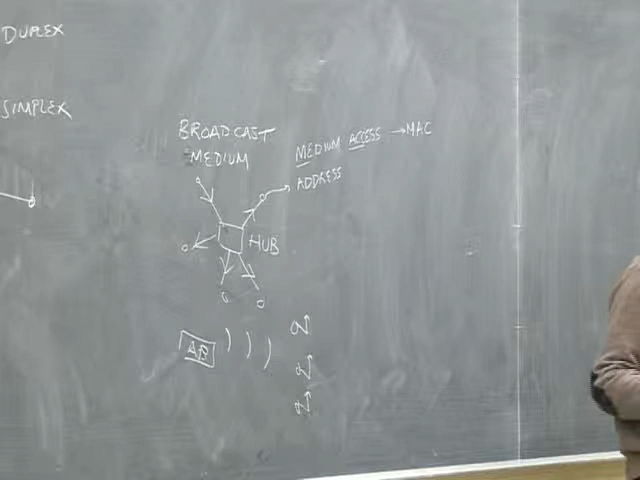 DUPLEX
SIMPLEX
BROADCAST
MEDIUM
MEDIUM ACCESS → MAC
ADDRESS
HUB
AP